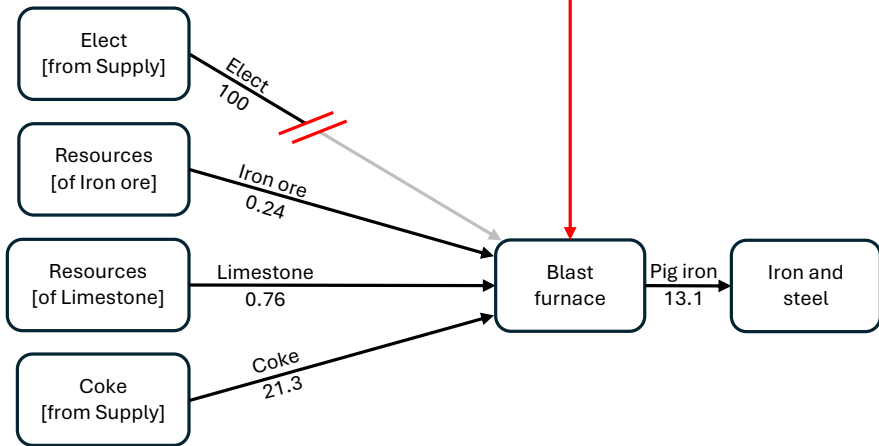 Elect
[from Supply]
Elect
100
Resources
[of Iron ore]
Iron ore
0.24
Resources
[of Limestone]
Limestone
0.76
Coke
[from Supply]
Coke
21.3
Blast
furnace
Pig iron
13.1
Iron and
steel